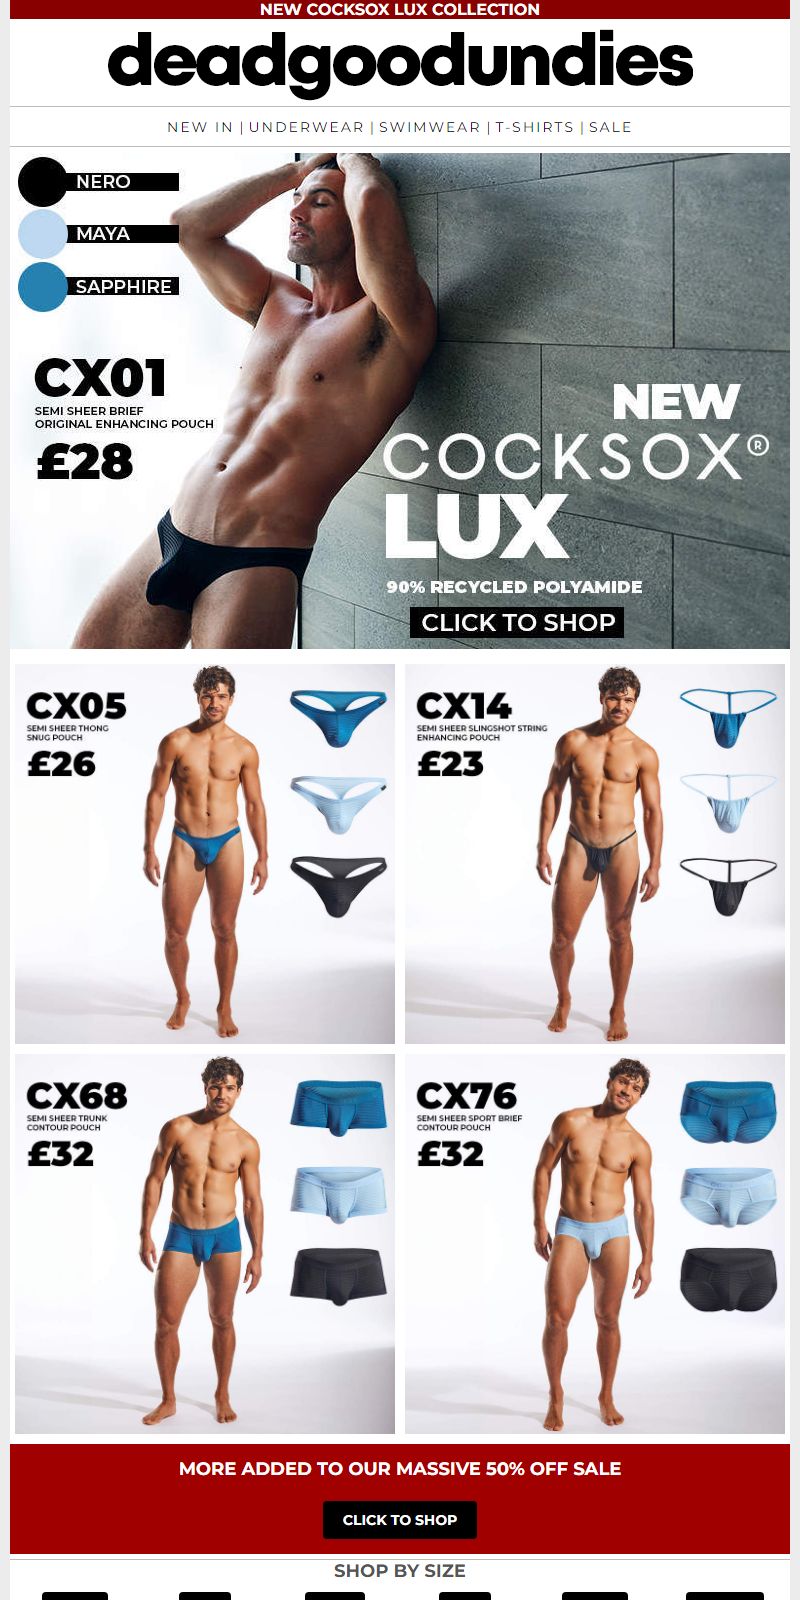 NEW COCKSOX LUX COLLECTION
deadgoodundies
NEW IN | UNDERWEAR | SWIMWEAR | T-SHIRTS | SALE
NERO
MAYA
SAPPHIRE
CX01
SEMI SHEER BRIEF
ORIGINAL ENHANCING POUCH
£28
NEW
COCKSOX®
LUX
90% RECYCLED POLYAMIDE
CLICK TO SHOP
CX05
SEMI SHEER THONG
SNUG POUCH
£26
CX14
SEMI SHEER SLINGSHOT STRING
ENHANCING POUCH
£23
CX68
SEMI SHEER TRUNK
CONTOUR POUCH
£32
CX76
SEMI SHEER SPORT BRIEF
CONTOUR POUCH
£32
MORE ADDED TO OUR MASSIVE 50% OFF SALE
CLICK TO SHOP
SHOP BY SIZE